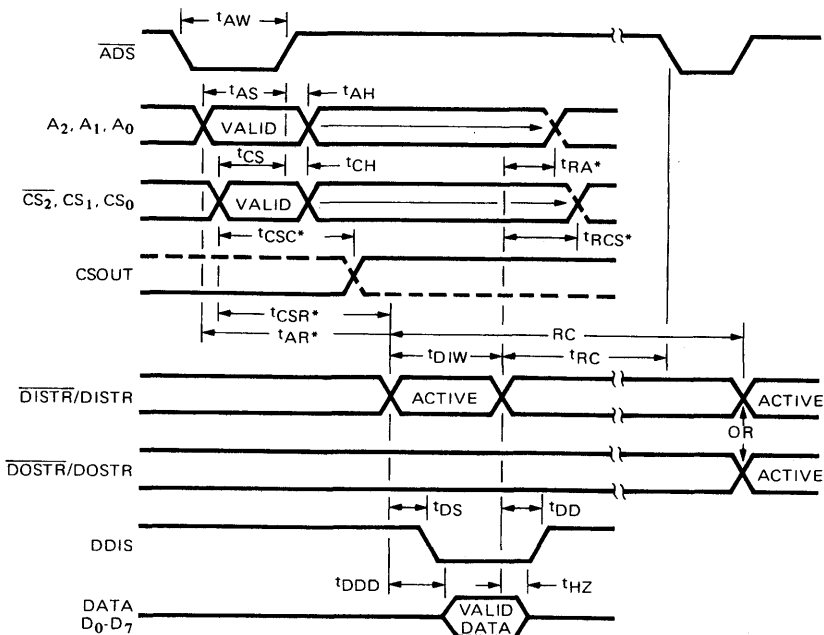 tAW
ADS
tAS tAH
A2, A1, A0 VALID
tCS tCH tRA*
CS2, CS1, CS0 VALID
tCSC* tRCS*
CSOUT
tCSR*
tAR* RC
tDIW tRC
DISTR/DISTR ACTIVE ACTIVE
OR
DOSTR/DOSTR ACTIVE
tDS tDD
DDIS
tDDD tHZ
DATA VALID
D0-D7 DATA